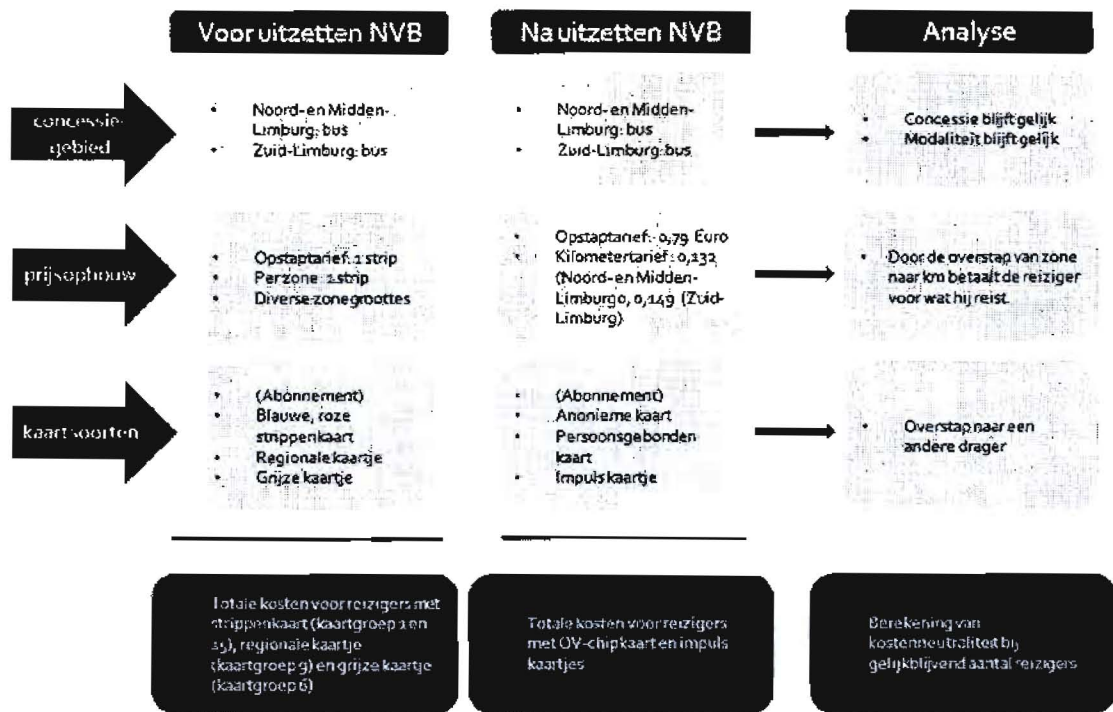 Voor uitzetten NVB
Na uitzetten NVB
Analyse
concessie-
gebied
• Noord- en Midden-
Limburg: bus
• Zuid-Limburg: bus
• Noord- en Midden-
Limburg: bus
• Zuid-Limburg: bus
• Concessie blijft gelijk
• Modaliteit blijft gelijk
prijsopbouw
• Opstaptarief: 1 strip
• Per zone: 1 strip
• Diverse zonegroottes
• Opstaptarief: 0,79 Euro
• Kilometertarief: 0,132
(Noord- en Midden-
Limburgo, 0,149 (Zuid-
Limburg)
• Door de overstap van zone
naar km betaalt de reiziger
voor wat hij reist.
kaartsoorten
• (Abonnement)
• Blauwe, roze
strippenkaart
• Regionale kaartje
• Grijze kaartje
• (Abonnement)
• Anonieme kaart
• Persoonsgebonden
kaart
• Impuls kaartje
• Overstap naar een
andere drager
Totale kosten voor reizigers met
strippenkaart (kaartgroep 1 en
15), regionale kaartje
(kaartgroep 9) en grijze kaartje
(kaartgroep 6)
Totale kosten voor reizigers
met OV-chipkaart en impuls
kaartjes
Berekening van
kostenneutraliteit bij
gelijkblijvend aantal reizigers